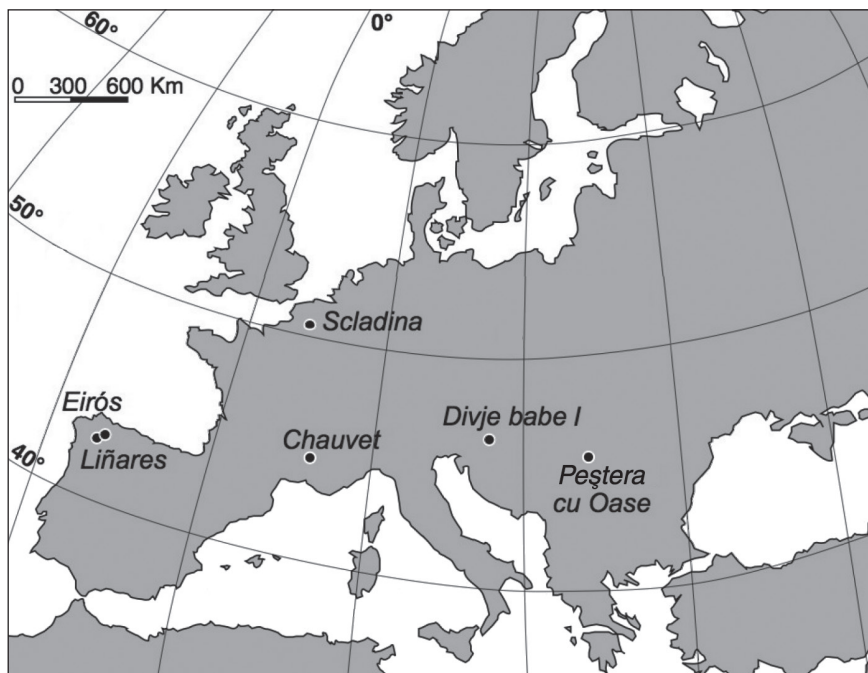 60°
0°
0 300 600 Km
50°
Scladina
Eirós
Divje babe I
Chauvet
Liñares
40°
Peştera
cu Oase